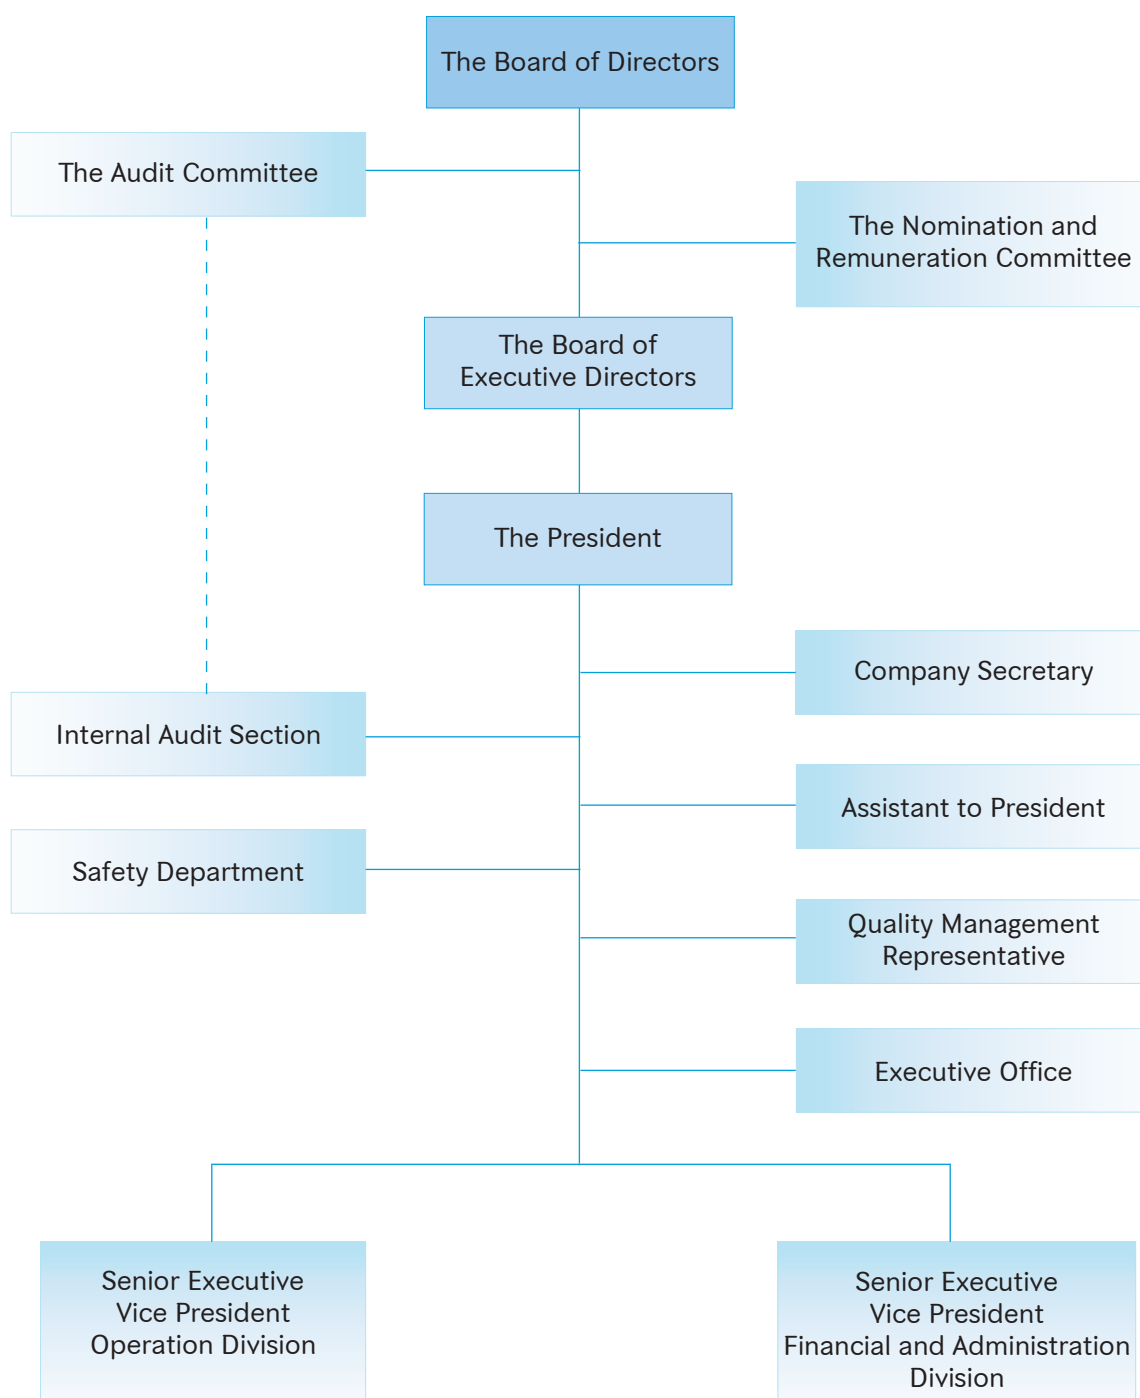 The Board of Directors
The Audit Committee
The Nomination and
Remuneration Committee
The Board of
Executive Directors
The President
Company Secretary
Internal Audit Section
Assistant to President
Safety Department
Quality Management
Representative
Executive Office
Senior Executive
Vice President
Operation Division
Senior Executive
Vice President
Financial and Administration
Division